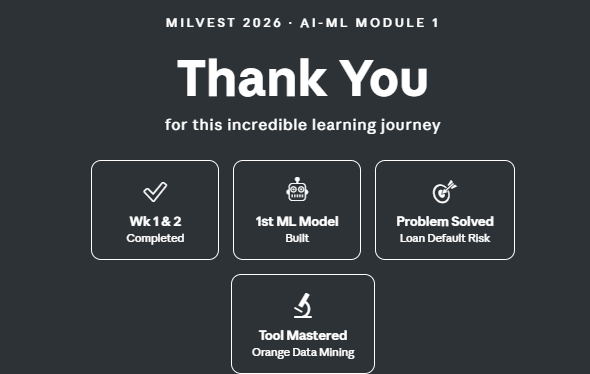 MILVEST 2026 · AI-ML MODULE 1
Thank You
for this incredible learning journey
Wk 1 & 2
Completed
1st ML Model
Built
Problem Solved
Loan Default Risk
Tool Mastered
Orange Data Mining